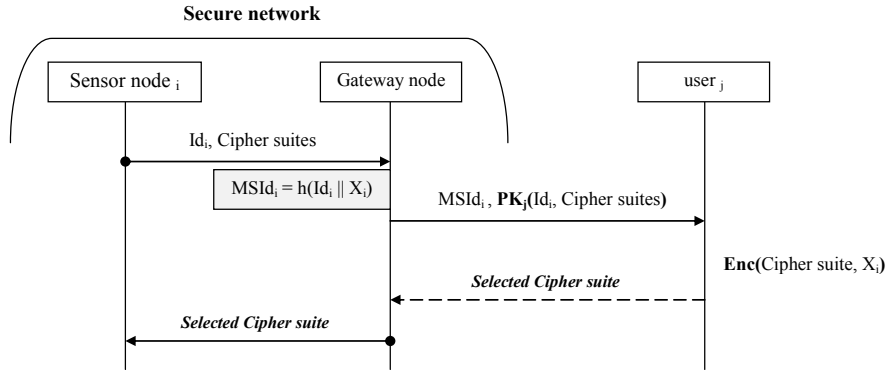 Secure network
Sensor node i
Gateway node
user j
Idi, Cipher suites
MSIdi = h(Idi || Xi)
MSIdi , PKj(Idi, Cipher suites)
Enc(Cipher suite, Xi)
Selected Cipher suite
Selected Cipher suite